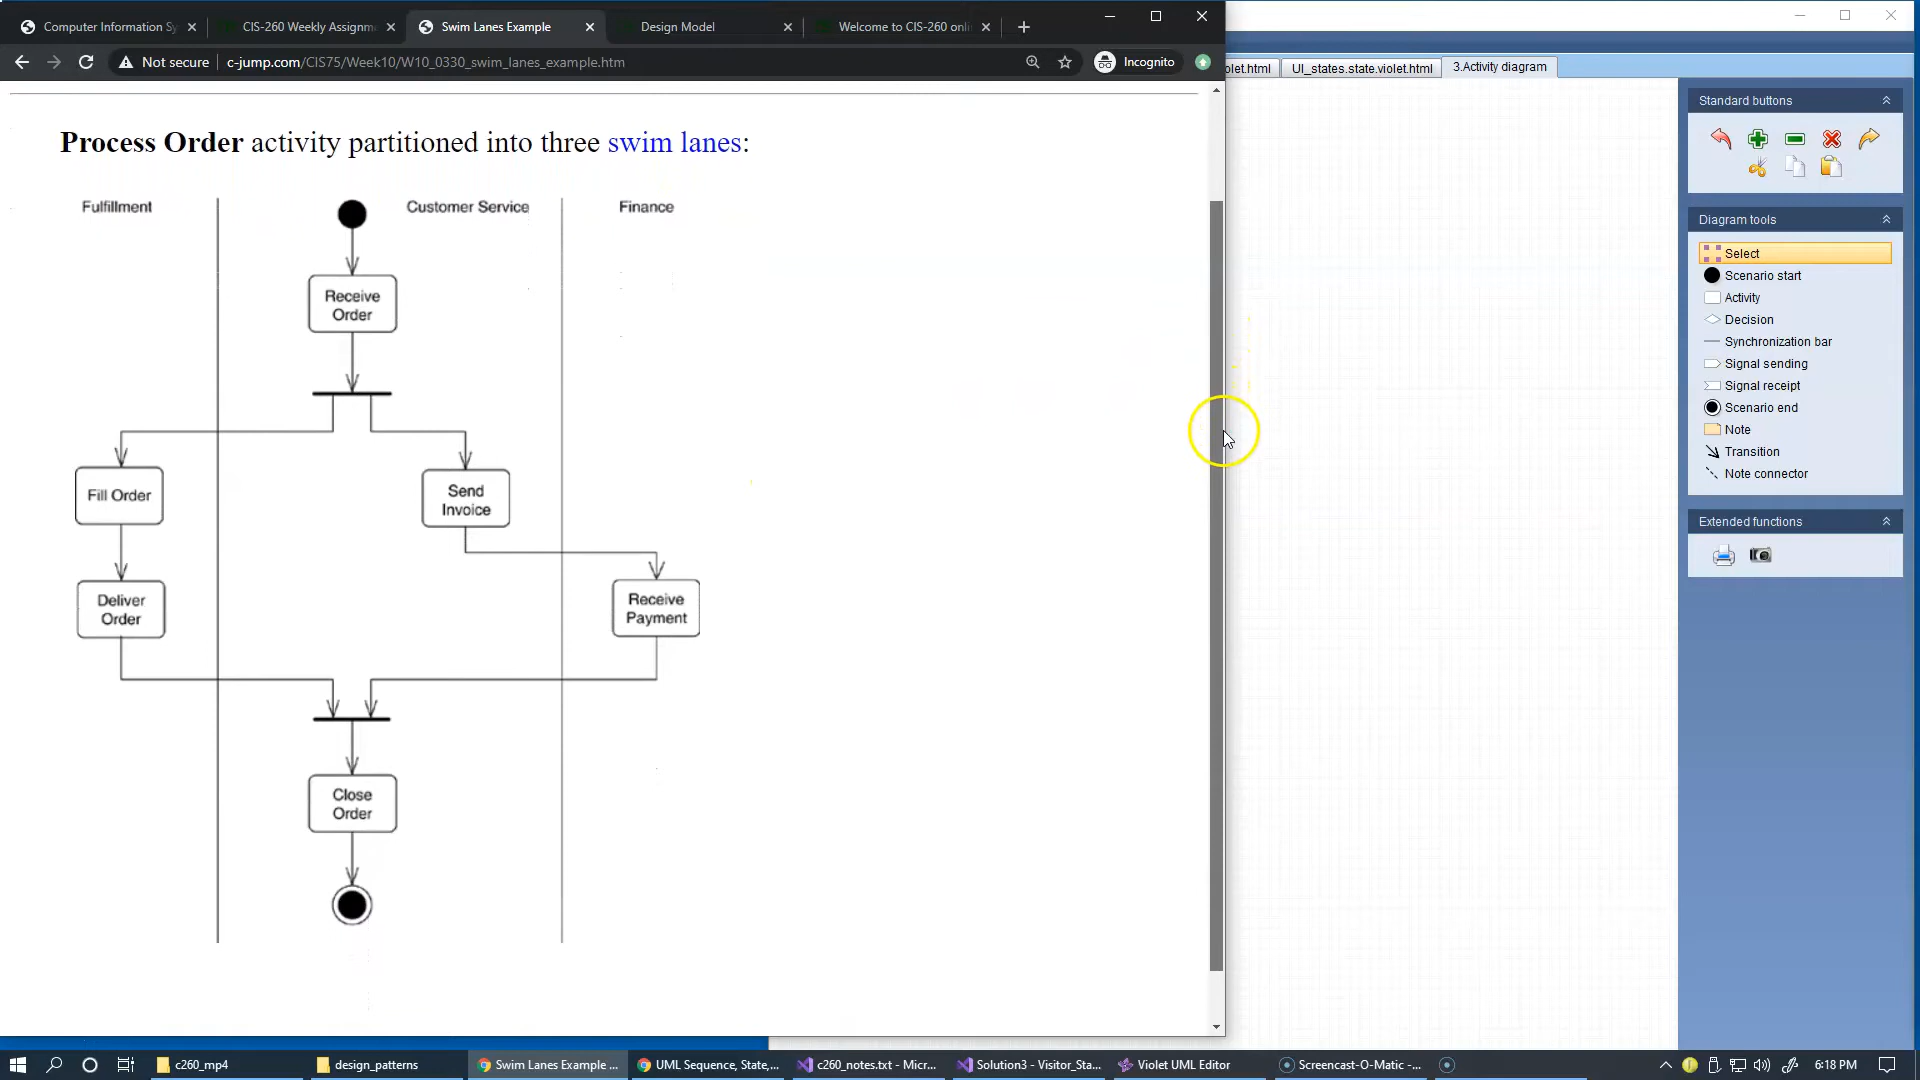 Computer Information Sy
CIS-260 Weekly Assignm
Swim Lanes Example
Design Model
Welcome to CIS-260 onli
Not secure
c-jump.com/CIS75/Week10/W10_0330_swim_lanes_example.htm
Incognito
olet.html
UI_states.state.violet.html
3.Activity diagram
Process Order activity partitioned into three swim lanes:
Fulfillment
Customer Service
Finance
Receive
Order
Fill Order
Send
Invoice
Deliver
Order
Receive
Payment
Close
Order
Standard buttons
Diagram tools
Select
Scenario start
Activity
Decision
Synchronization bar
Signal sending
Signal receipt
Scenario end
Note
Transition
Note connector
Extended functions
c260_mp4
design_patterns
Swim Lanes Example ...
UML Sequence, State,...
c260_notes.txt - Micr...
Solution3 - Visitor_Sta...
Violet UML Editor
Screencast-O-Matic -...
6:18 PM